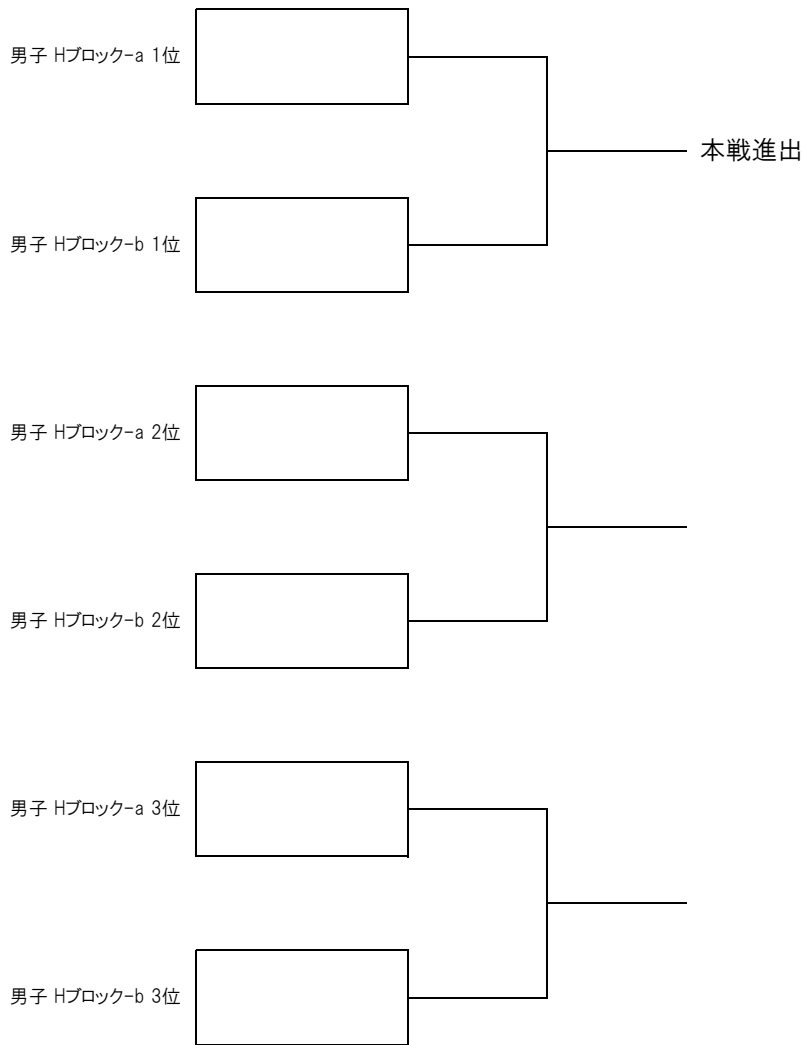 男子 Hブロック-a 1位
本戦進出
男子 Hブロック-b 1位
男子 Hブロック-a 2位
男子 Hブロック-b 2位
男子 Hブロック-a 3位
男子 Hブロック-b 3位